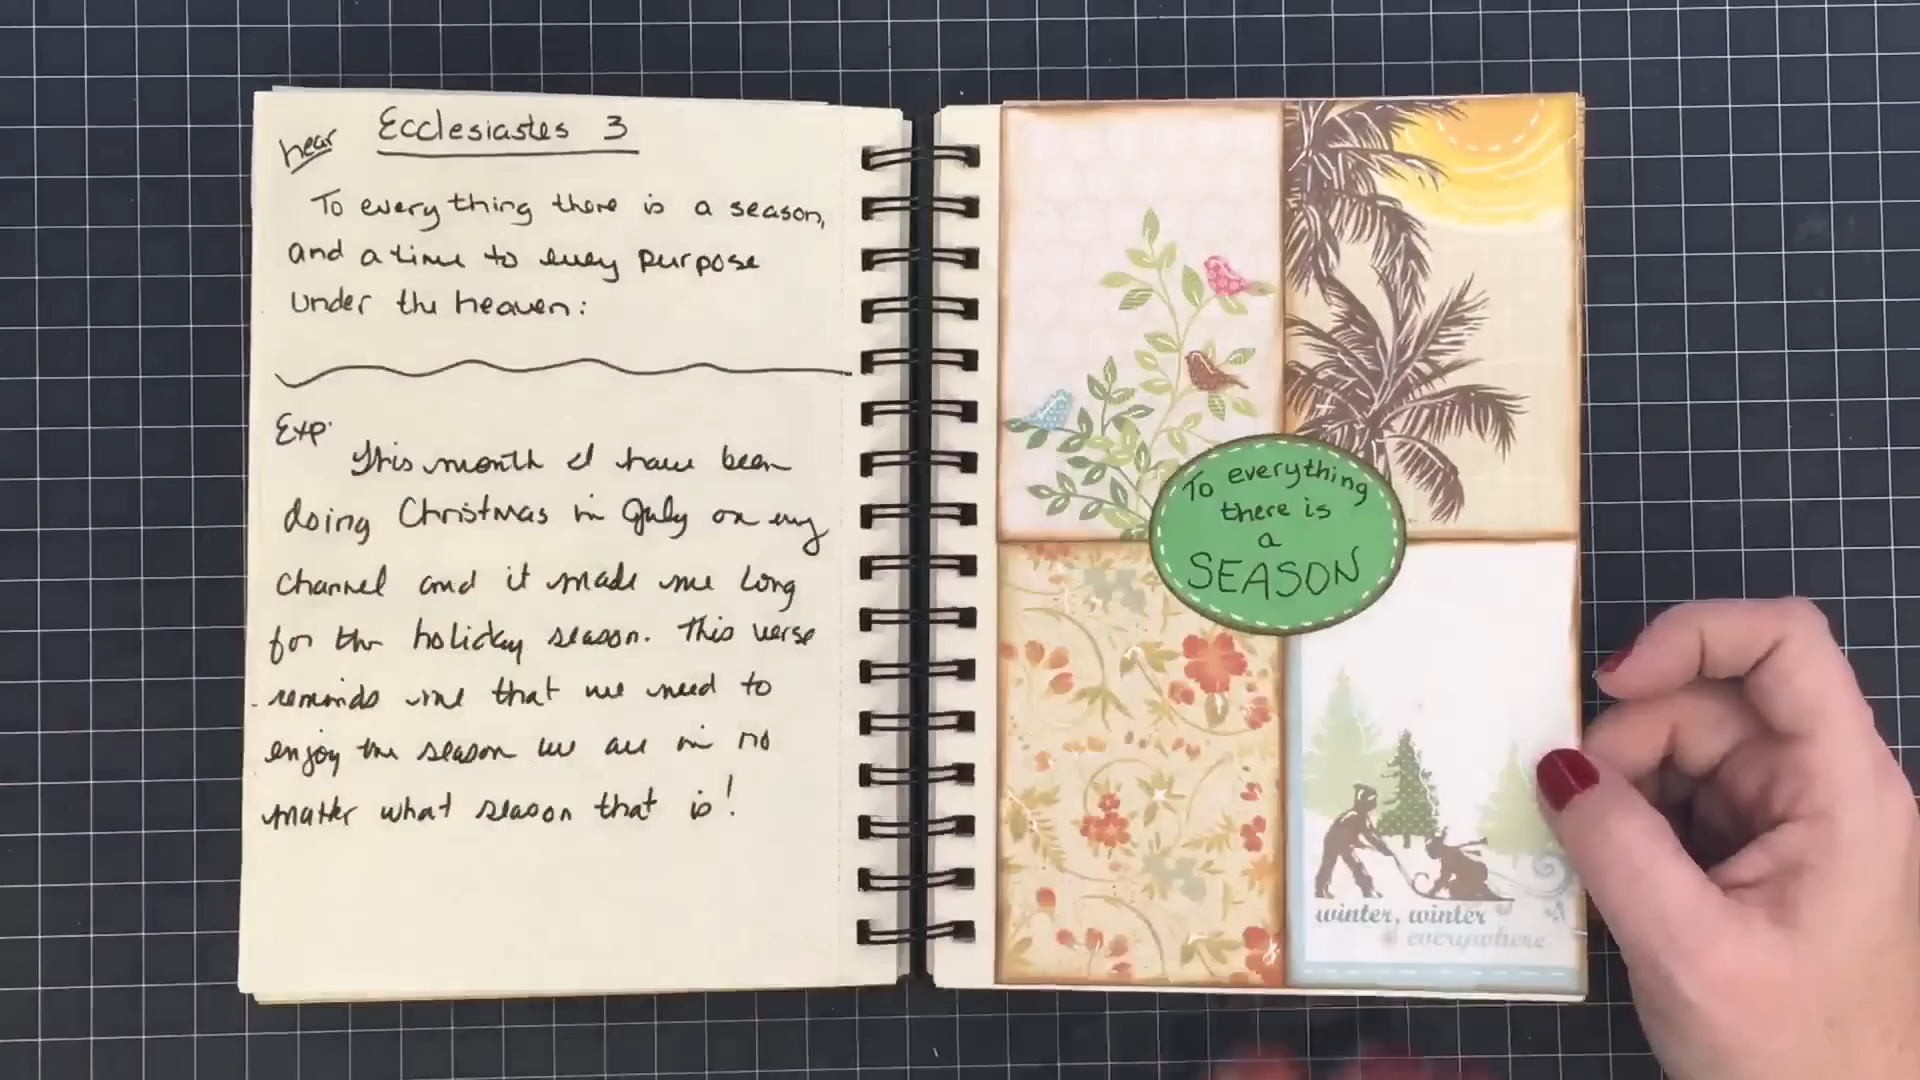 hear
Ecclesiastes 3
To every thing there is a season,
and a time to every purpose
under the heaven:
Exp.
This month I have been
doing Christmas in July on my
channel and it made me long
for the holiday season. This verse
reminds me that we need to
enjoy the season we are in no
matter what season that is!
To everything
there is
a
SEASON
winter, winter
everywhere